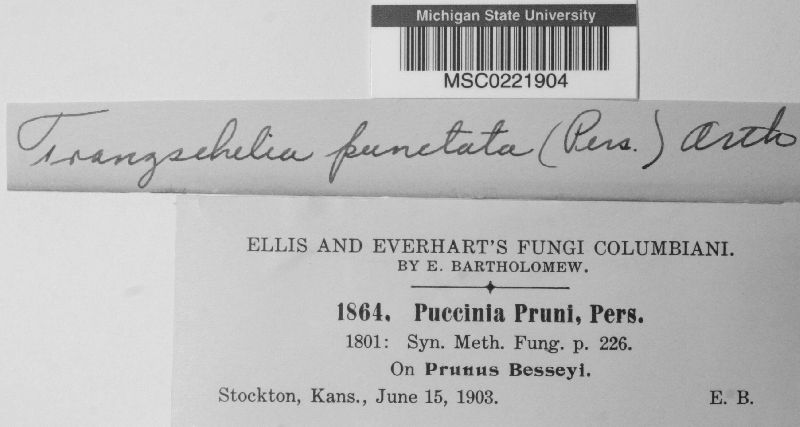 Michigan State University
MSC0221904
Tranzschelia punctata (Pers.) Arth
ELLIS AND EVERHART'S FUNGI COLUMBIANI.
BY E. BARTHOLOMEW.
1864. Puccinia Pruni, Pers.
1801: Syn. Meth. Fung. p. 226.
On Prunus Besseyi.
Stockton, Kans., June 15, 1903. E. B.